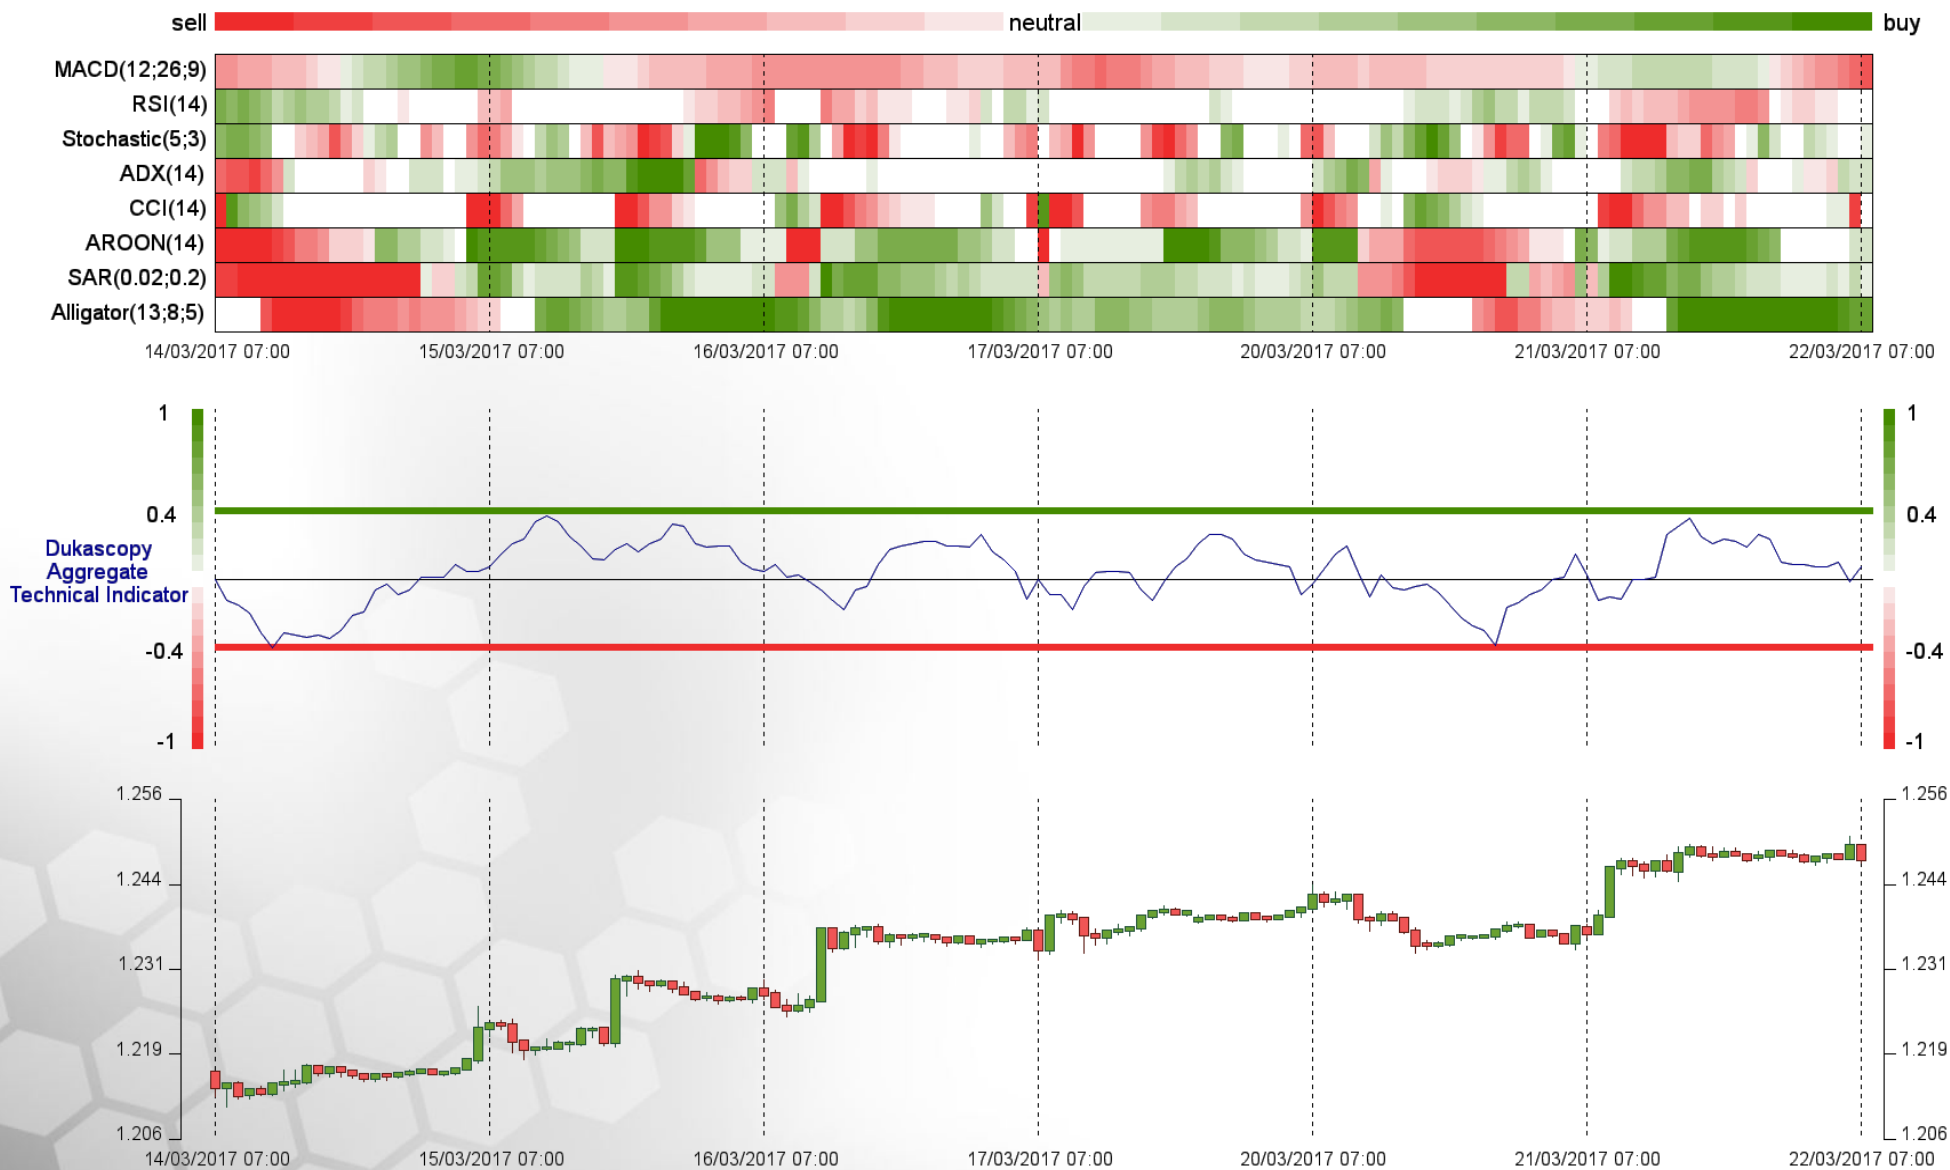 sell neutral buy
MACD(12;26;9)
RSI(14)
Stochastic(5;3)
ADX(14)
CCI(14)
AROON(14)
SAR(0.02;0.2)
Alligator(13;8;5)
14/03/2017 07:00 15/03/2017 07:00 16/03/2017 07:00 17/03/2017 07:00 20/03/2017 07:00 21/03/2017 07:00 22/03/2017 07:00
1 1
0.4 0.4
Dukascopy
Aggregate
Technical Indicator
-0.4 -0.4
-1 -1
1.256 1.256
1.244 1.244
1.231 1.231
1.219 1.219
1.206 1.206
14/03/2017 07:00 15/03/2017 07:00 16/03/2017 07:00 17/03/2017 07:00 20/03/2017 07:00 21/03/2017 07:00 22/03/2017 07:00